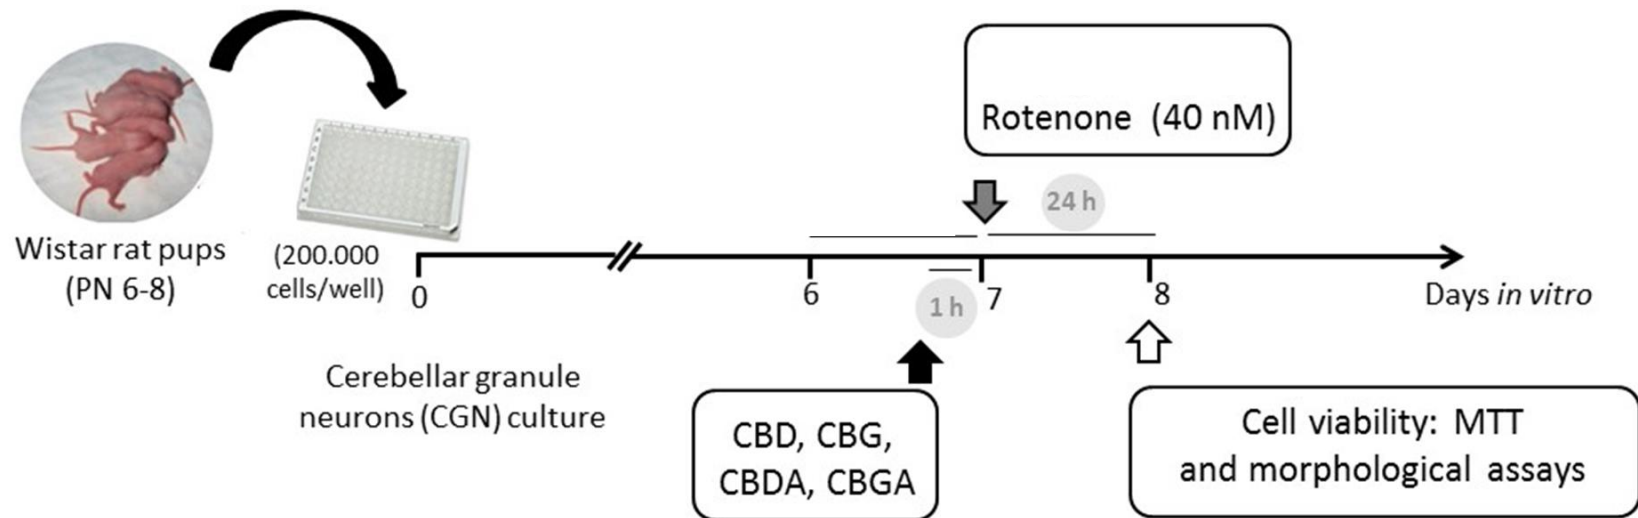 Rotenone (40 nM)
24 h
Wistar rat pups
(PN 6-8)
(200.000
cells/well)
0
6
7
8
Days in vitro
1 h
Cerebellar granule
neurons (CGN) culture
CBD, CBG,
CBDA, CBGA
Cell viability: MTT
and morphological assays